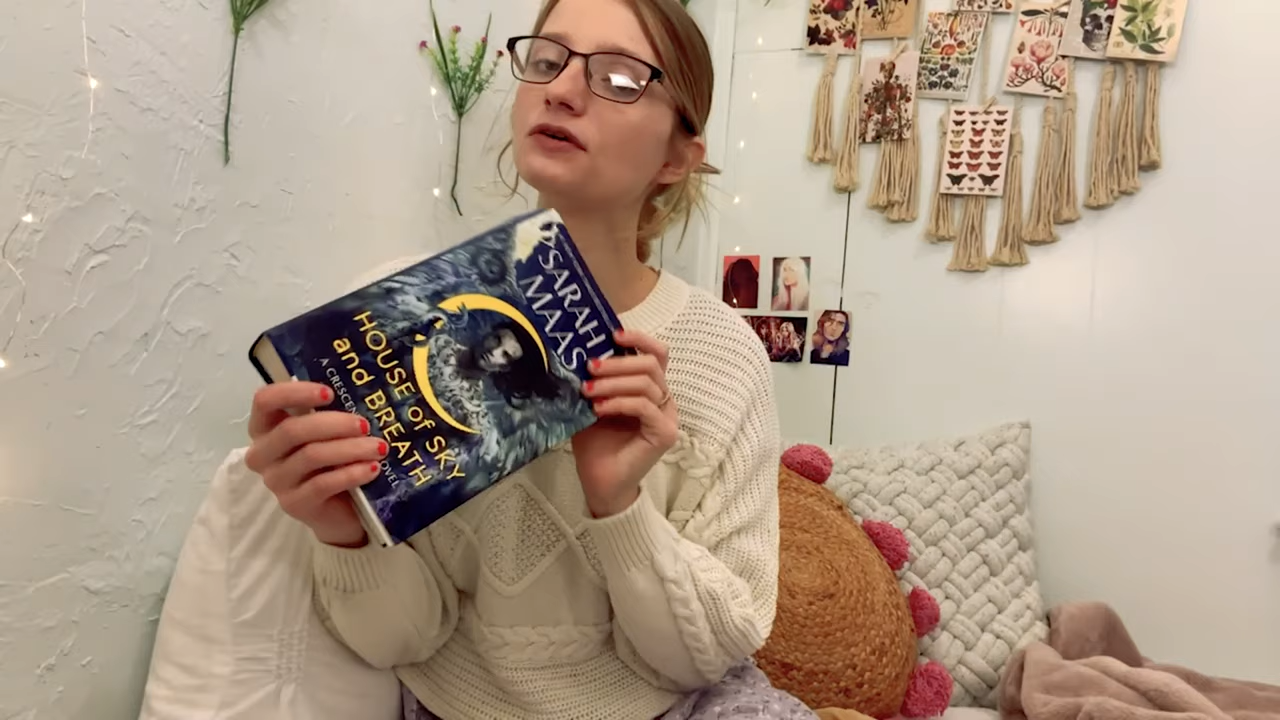 SARAH
MAAS
HOUSE of SKY
and BREATH
A CRESCENT
NOVEL